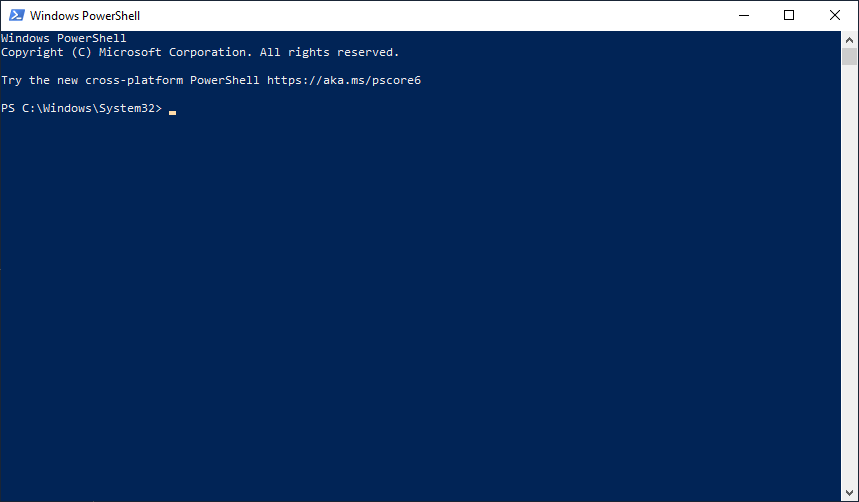 Windows PowerShell
Windows PowerShell
Copyright (C) Microsoft Corporation. All rights reserved.
Try the new cross-platform PowerShell https://aka.ms/pscore6
PS C:\Windows\System32>